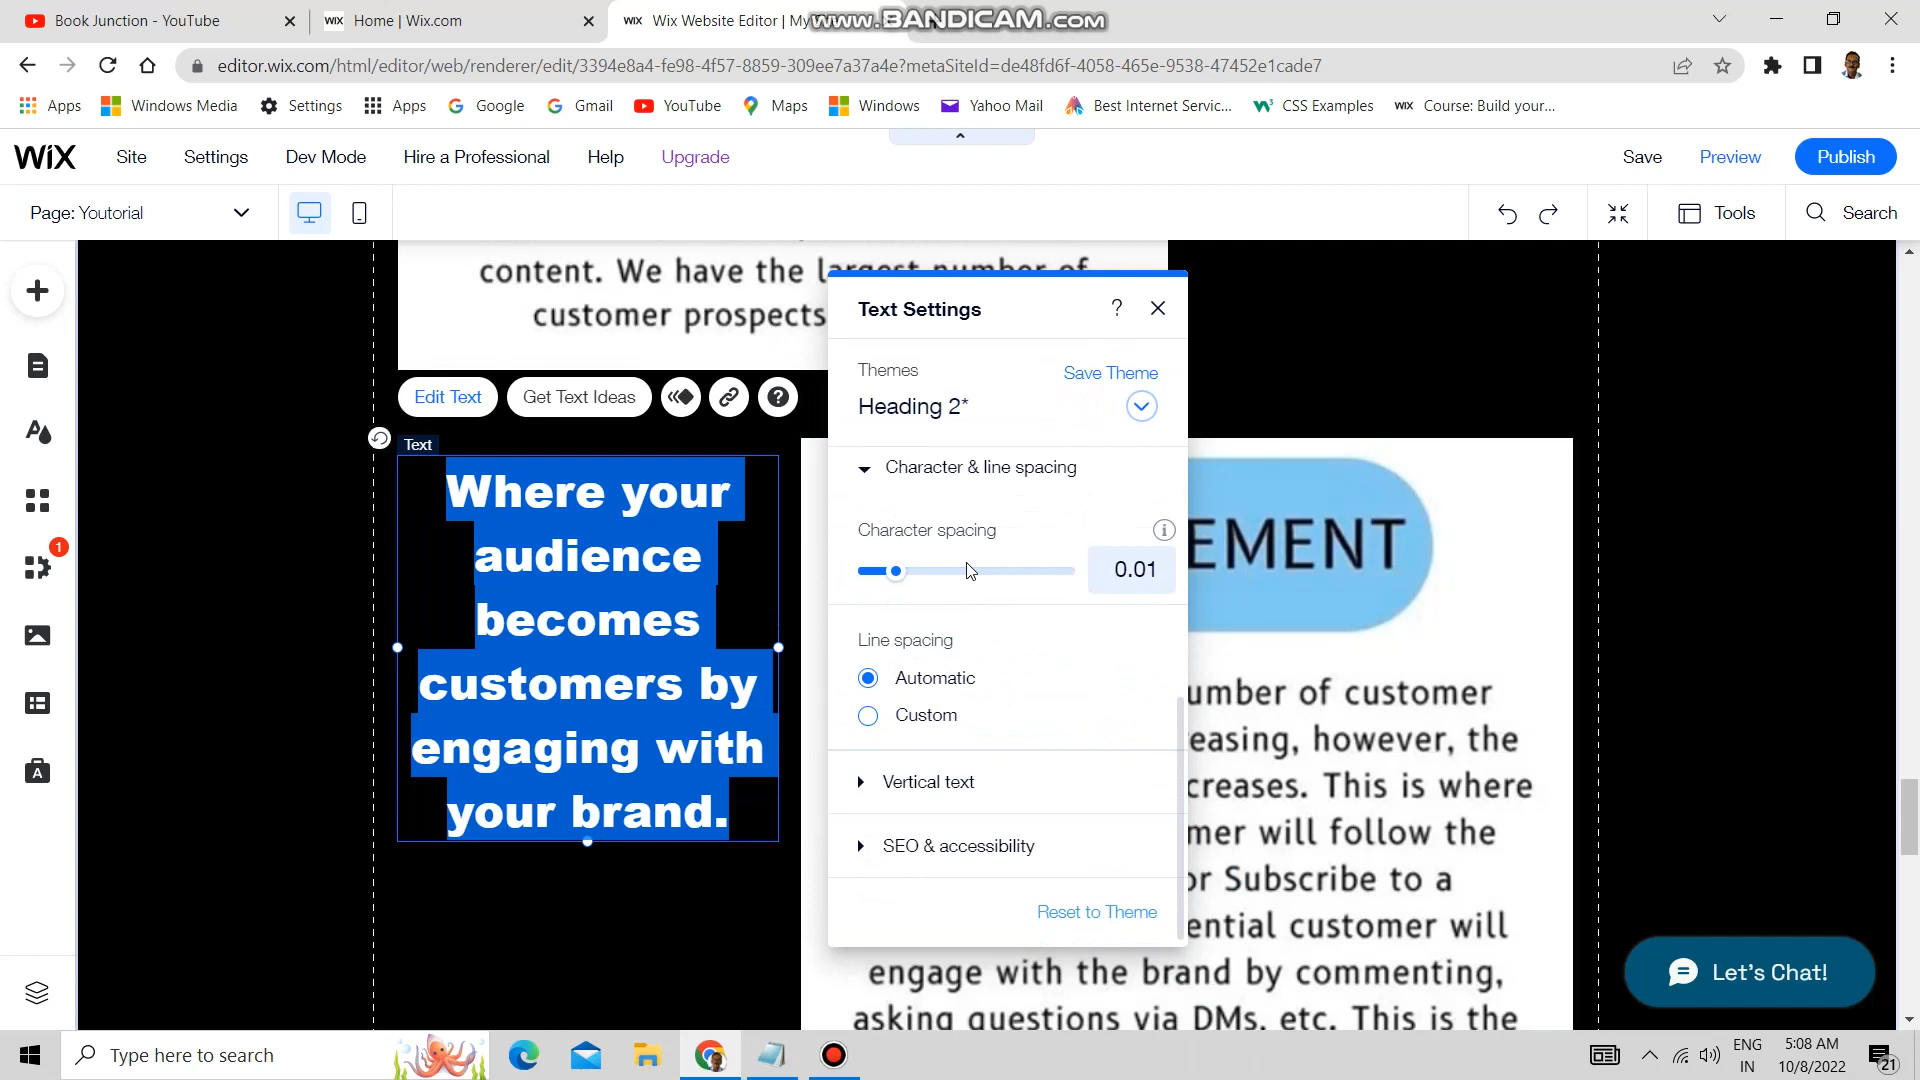 Book Junction - YouTube
Home | Wix.com
Wix Website Editor | My
www.BANDICAM.com
editor.wix.com/html/editor/web/renderer/edit/3394e8a4-fe98-4f57-8859-309ee7a37a4e?metaSiteId=de48fd6f-4058-465e-9538-47452e1cade7
Apps
Windows Media
Settings
Apps
Google
Gmail
YouTube
Maps
Windows
Yahoo Mail
Best Internet Servic...
CSS Examples
WIX Course: Build your...
WiX
Site
Settings
Dev Mode
Hire a Professional
Help
Upgrade
Save
Preview
Publish
Page: Youtorial
Tools
Search
content. We have the largest number of
customer prospects
Edit Text
Get Text Ideas
Text
Where your
audience
becomes
customers by
engaging with
your brand.
Text Settings
?
Themes
Save Theme
Heading 2*
Character & line spacing
Character spacing
0.01
Line spacing
Automatic
Custom
Vertical text
SEO & accessibility
Reset to Theme
EMENT
umber of customer
easing, however, the
creases. This is where
mer will follow the
or Subscribe to a
ential customer will
engage with the brand by commenting,
asking questions via DMs, etc. This is the
1
Let's Chat!
Type here to search
ENG
IN
5:08 AM
10/8/2022
21